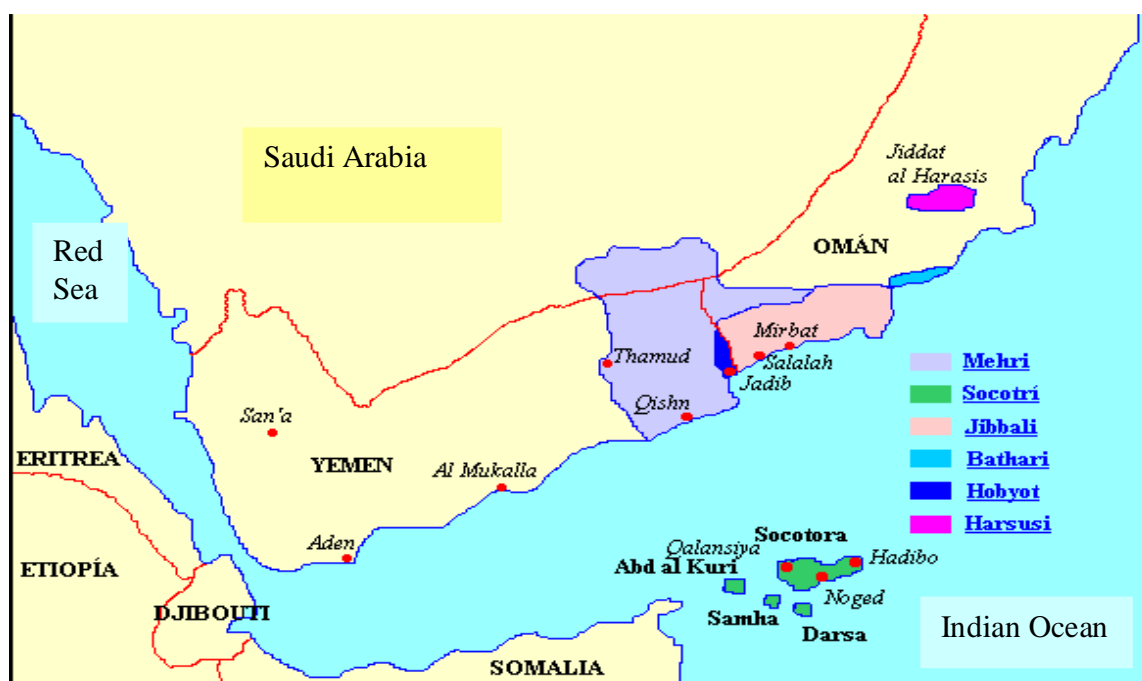 Saudi Arabia
Jiddat
al Harasis
Red
Sea
OMÁN
Mirbat
Thamud
Salalah
Jadib
Mehri
Socotrí
Qishn
San'a
Jibbali
ERITREA
YEMEN
Al Mukalla
Bathari
Hobyot
Harsusi
Aden
Socotora
Qalansiya
Hadibo
ETIOPÍA
Abd al Kuri
Noged
DJIBOUTI
Samha
Darsa
Indian Ocean
SOMALIA